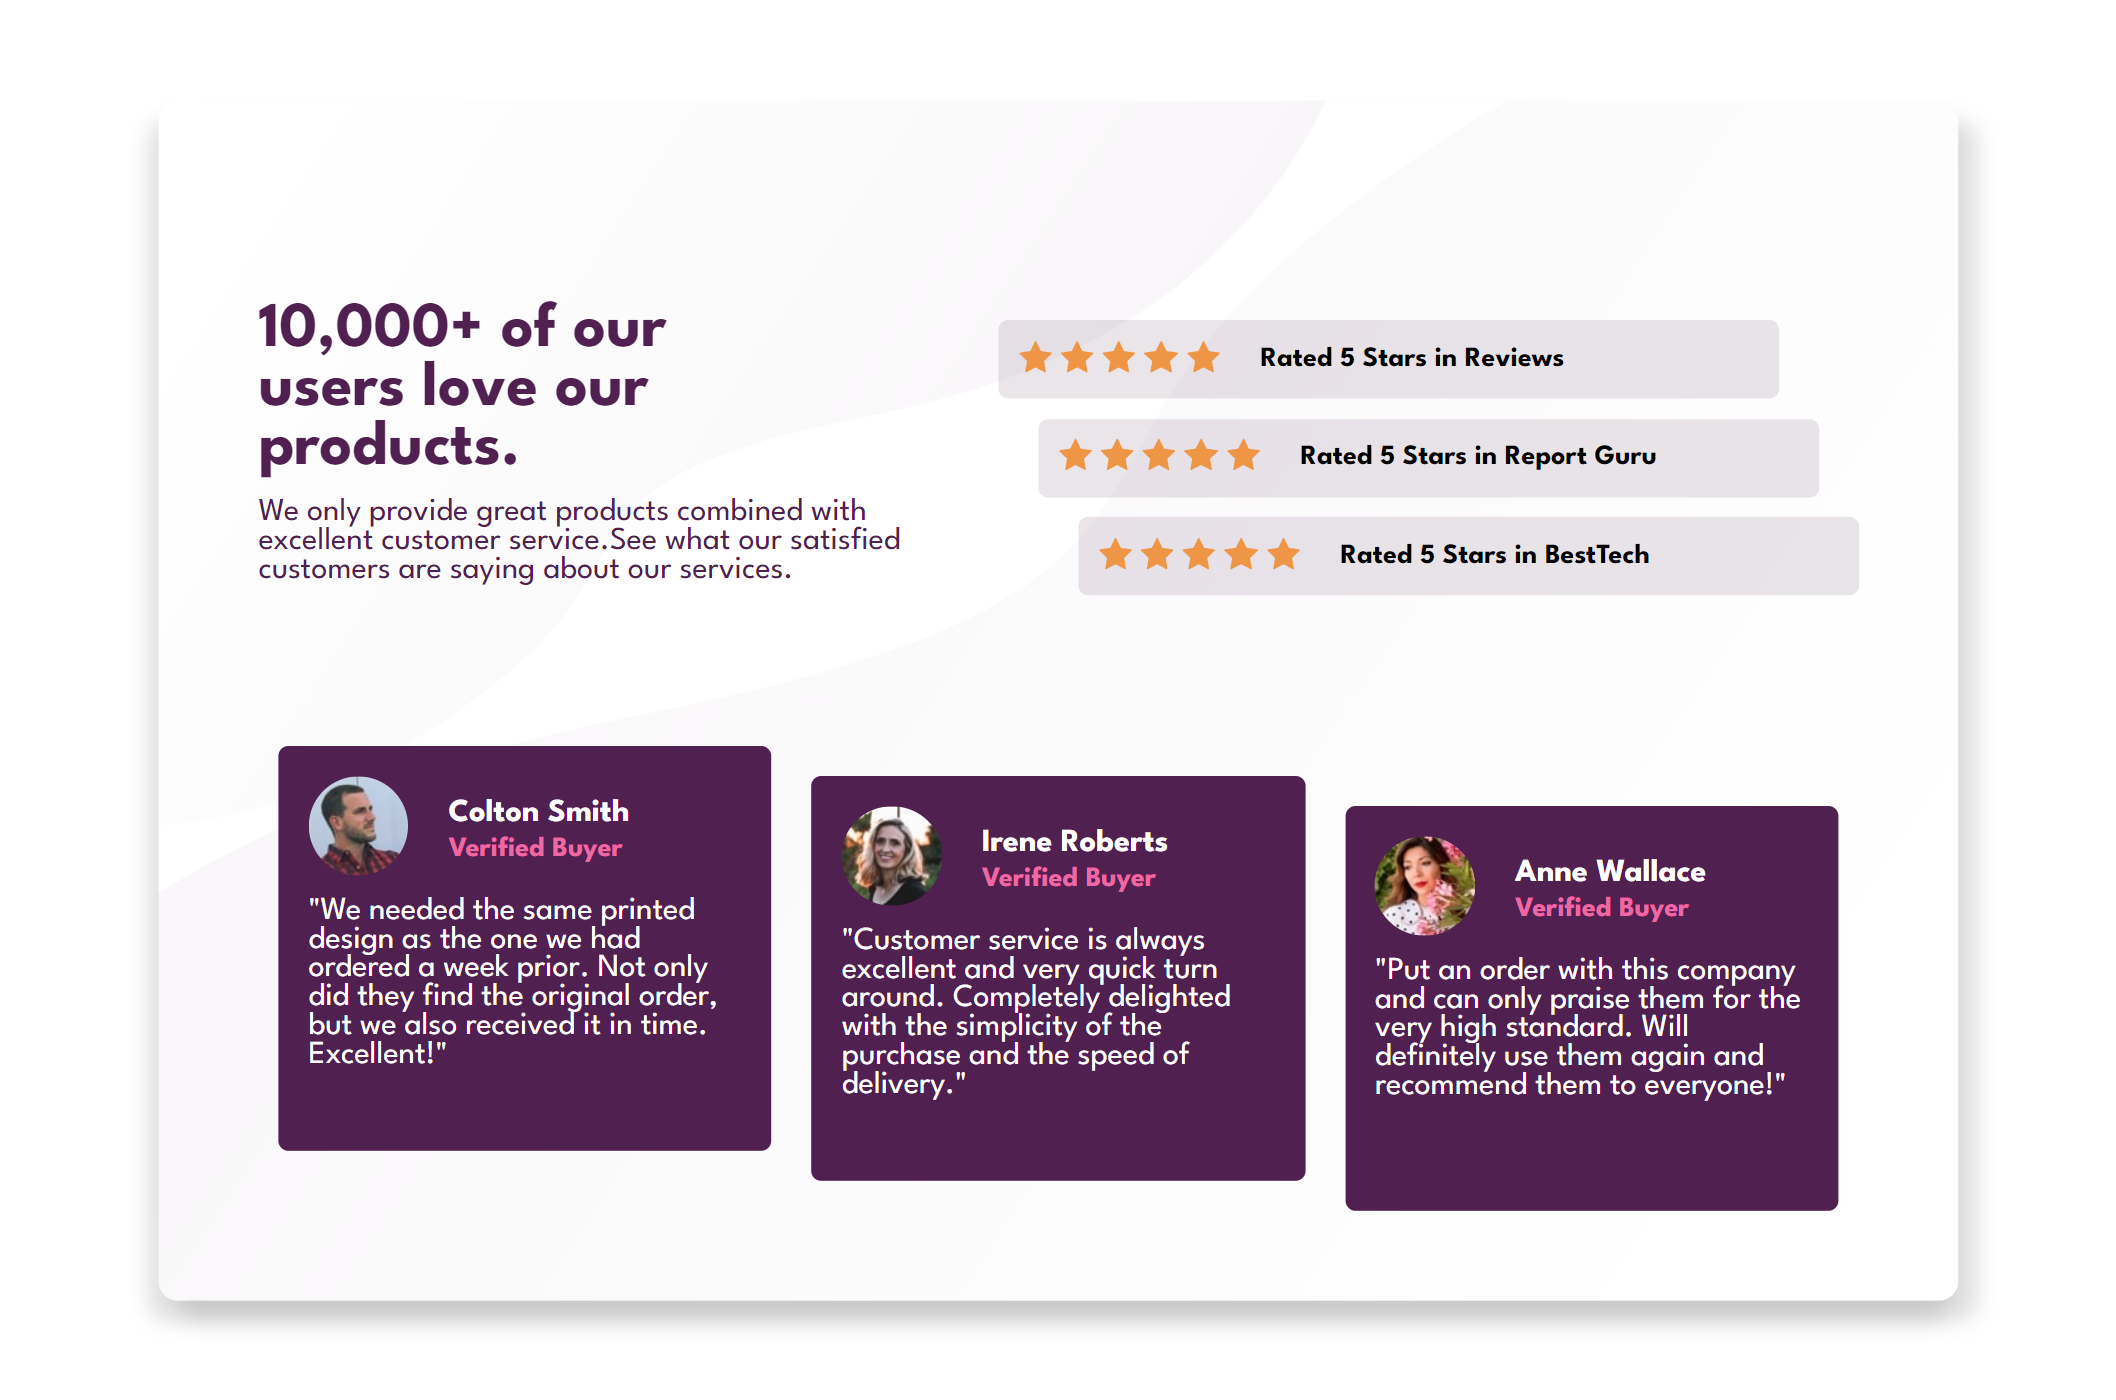 10,000+ of our
users love our
products.
We only provide great products combined with
excellent customer service.See what our satisfied
customers are saying about our services.
Rated 5 Stars in Reviews
Rated 5 Stars in Report Guru
Rated 5 Stars in BestTech
Colton Smith
Verified Buyer
"We needed the same printed
design as the one we had
ordered a week prior. Not only
did they find the original order,
but we also received it in time.
Excellent!"
Irene Roberts
Verified Buyer
"Customer service is always
excellent and very quick turn
around. Completely delighted
with the simplicity of the
purchase and the speed of
delivery."
Anne Wallace
Verified Buyer
"Put an order with this company
and can only praise them for the
very high standard. Will
definitely use them again and
recommend them to everyone!"